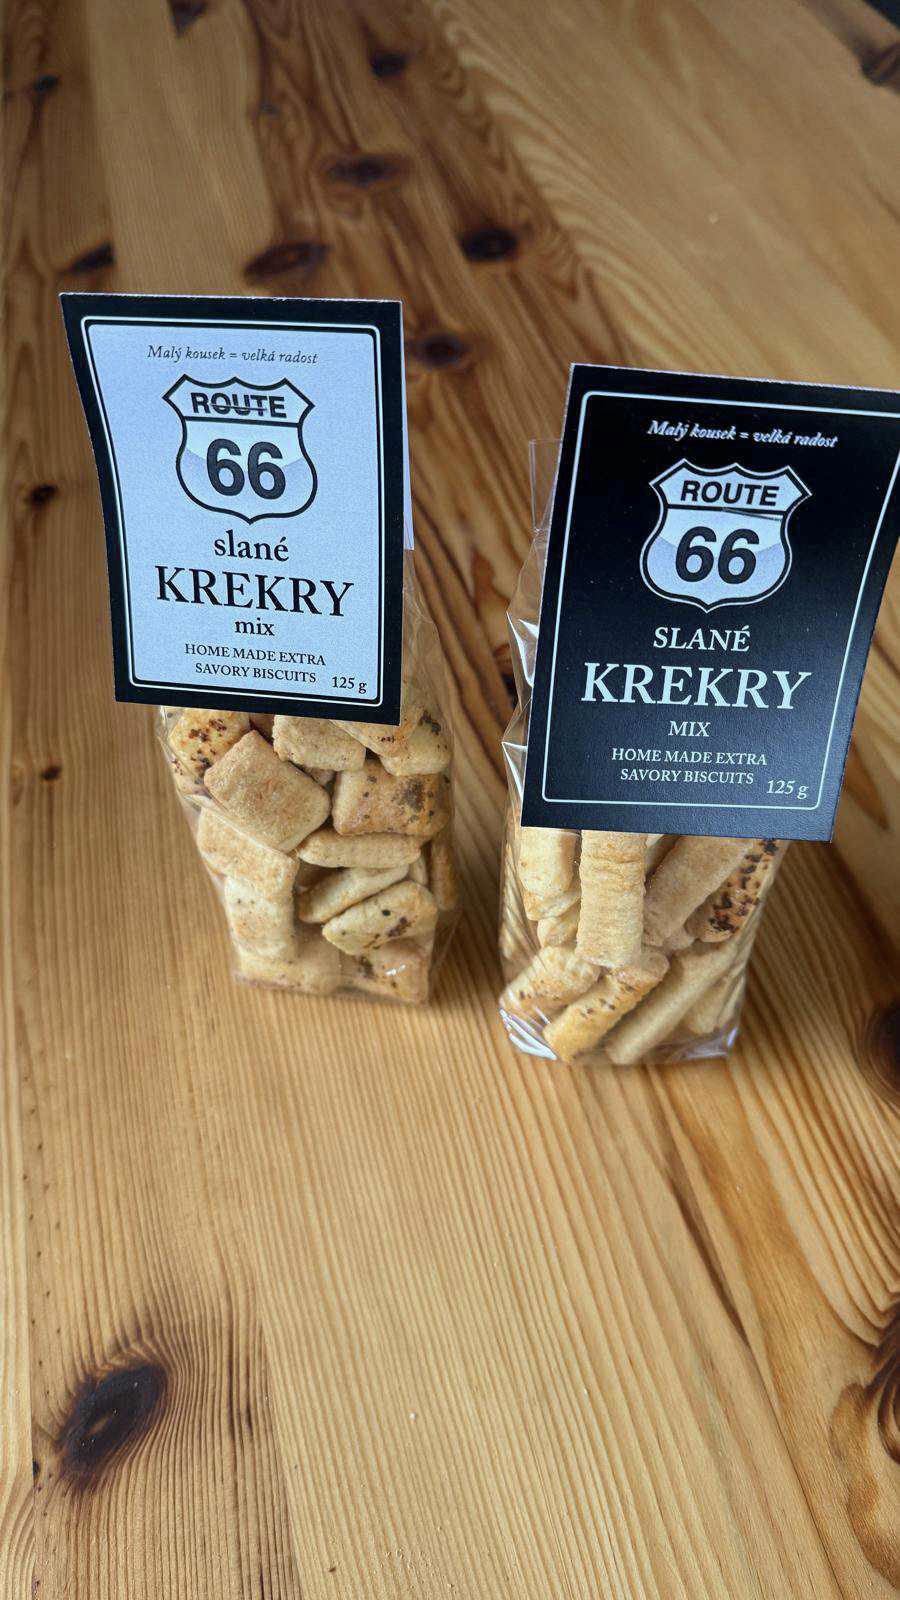 Malý kousek = velká radost
ROUTE
66
slané
KREKRY
mix
HOME MADE EXTRA
SAVORY BISCUITS
125 g
Malý kousek = velká radost
ROUTE
66
SLANÉ
KREKRY
MIX
HOME MADE EXTRA
SAVORY BISCUITS
125 g